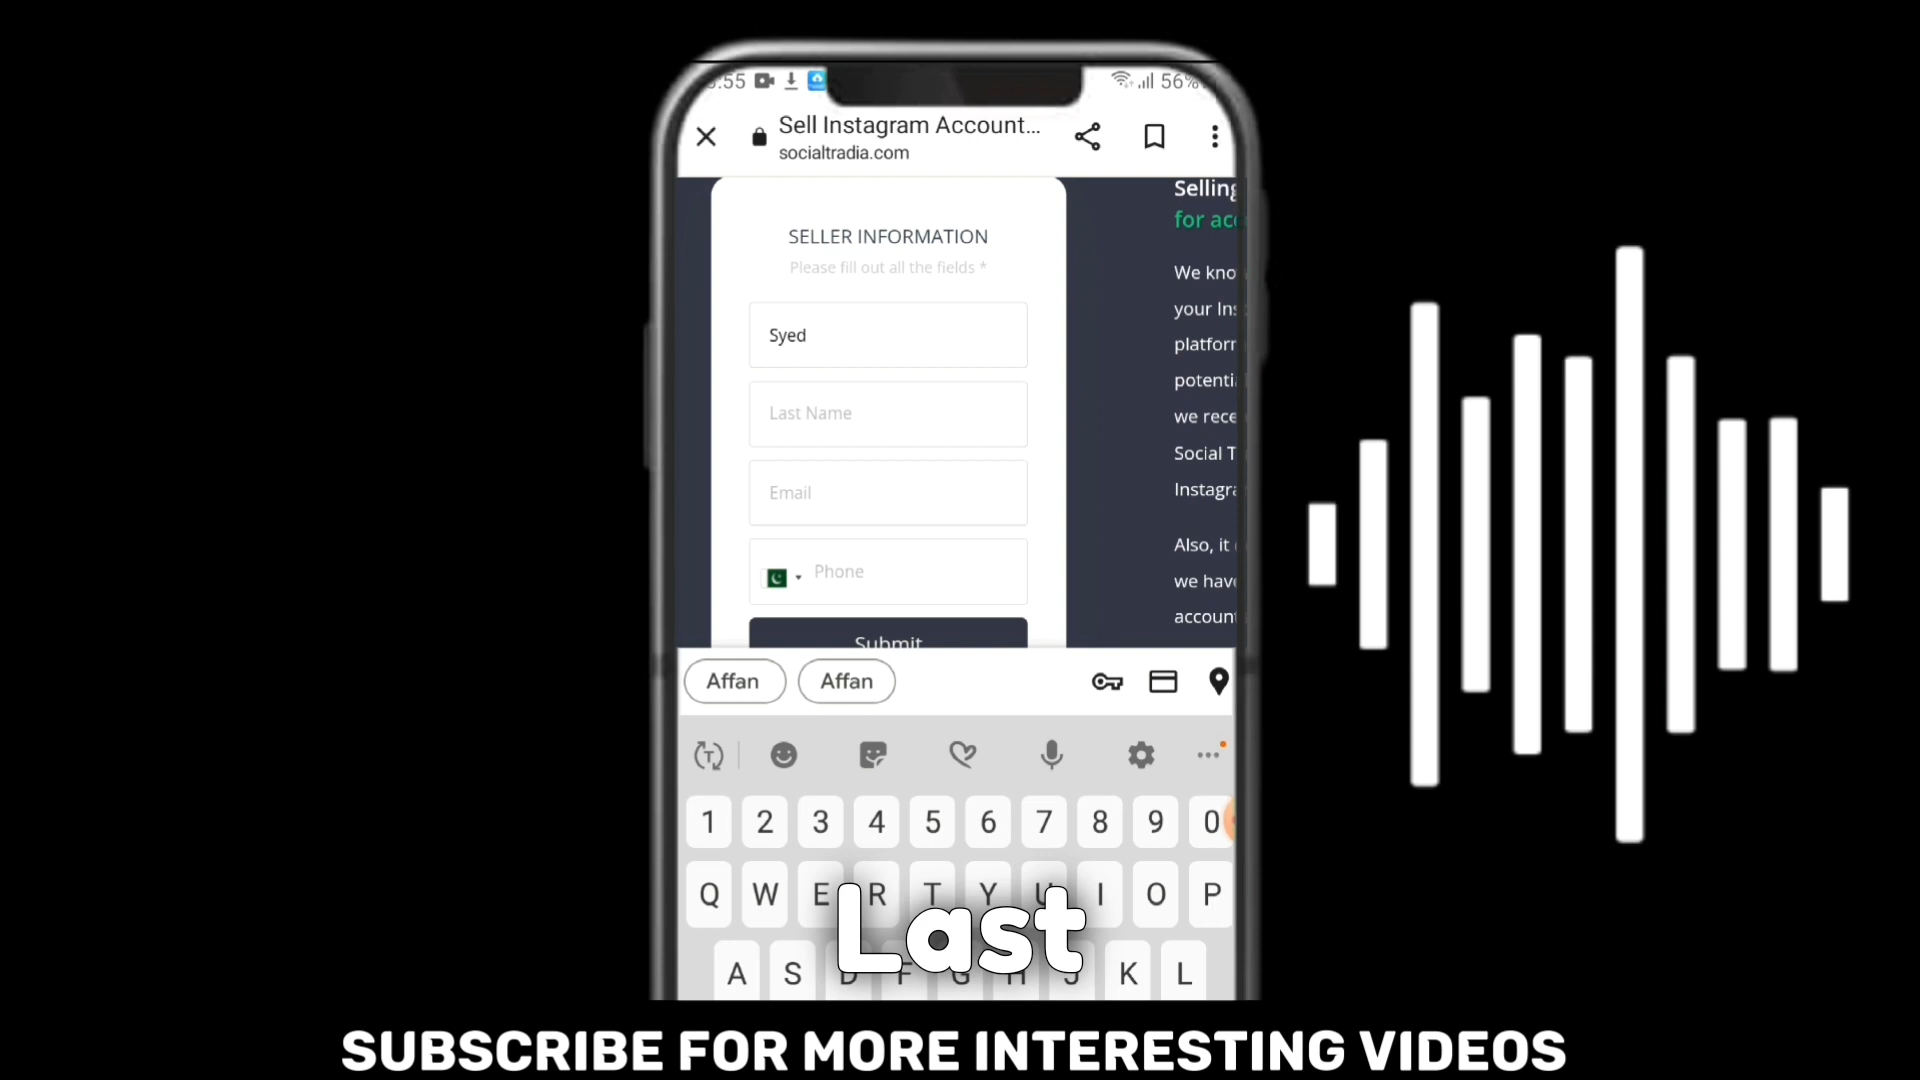 :55
56%
Sell Instagram Account...
socialtradia.com
SELLER INFORMATION
Please fill out all the fields *
Syed
Last Name
Email
Phone
Submit
Selling
for acc
We kno
your Ins
platforr
potenti
we rece
Social T
Instagra
Also, it
we have
account
Affan
Affan
1 2 3 4 5 6 7 8 9 0
Q W E R T Y U I O P
A S D F G H J K L
Last
SUBSCRIBE FOR MORE INTERESTING VIDEOS